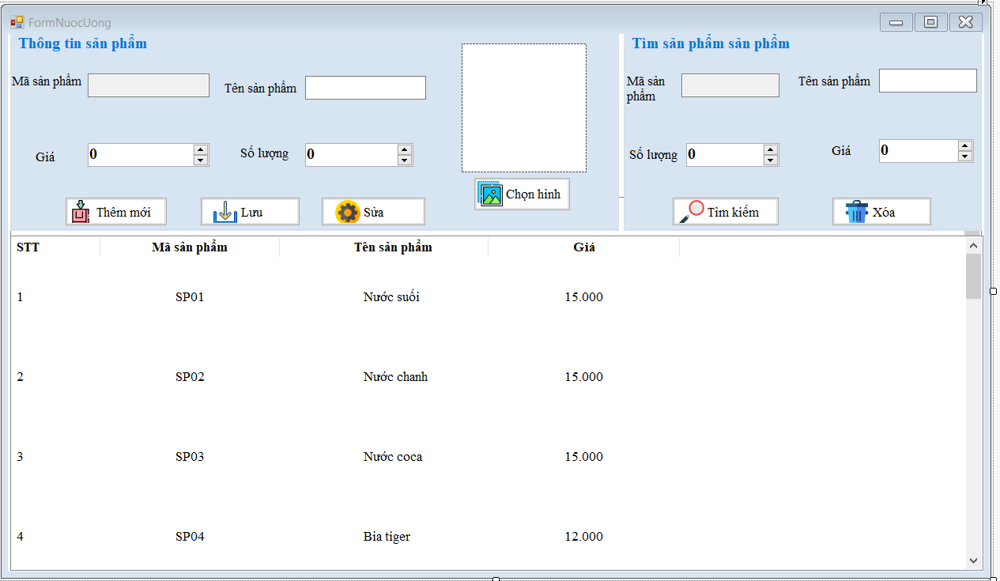 FormNuocUong
Thông tin sản phẩm
Mã sản phẩm
Tên sản phẩm
Giá
0
Số lượng
0
Chọn hình
Thêm mới
Lưu
Sửa
Tìm sản phẩm sản phẩm
Mã sản
phẩm
Tên sản phẩm
Số lượng
0
Giá
0
Tìm kiếm
Xóa
STT Mã sản phẩm Tên sản phẩm Giá
1 SP01 Nước suối 15.000
2 SP02 Nước chanh 15.000
3 SP03 Nước coca 15.000
4 SP04 Bia tiger 12.000